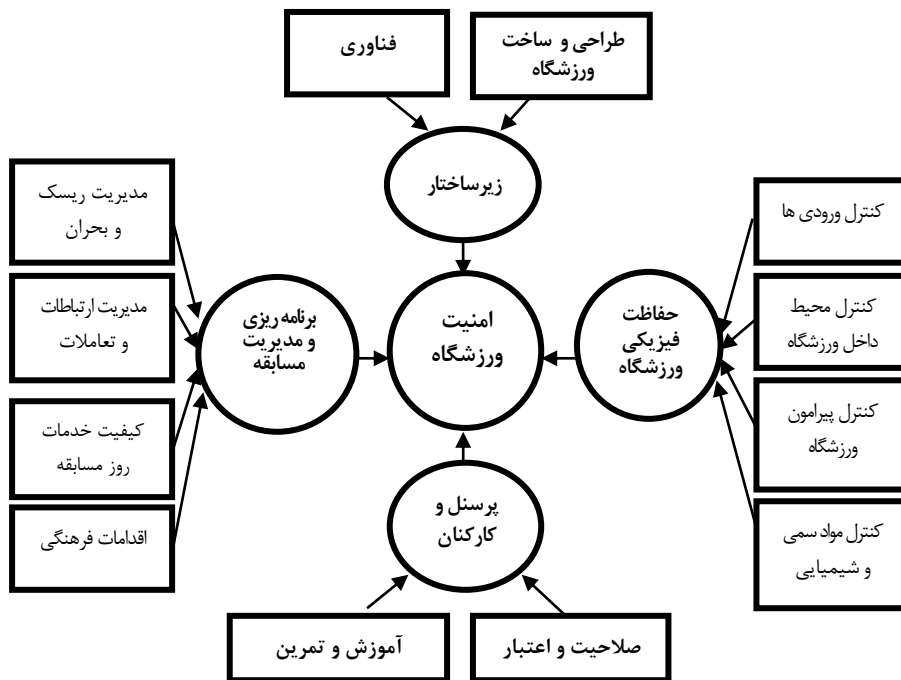 طراحی و ساخت
ورزشگاه
فناوری
زیرساختار
کنترل ورودی ها
کنترل محیط
داخل ورزشگاه
کنترل پیرامون
ورزشگاه
کنترل مواد سمی
و شیمیایی
حفاظت
فیزیکی
ورزشگاه
امنیت
ورزشگاه
برنامه ریزی
و مدیریت
مسابقه
مدیریت ریسک
و بحران
مدیریت ارتباطات
و تعاملات
کیفیت خدمات
روز مسابقه
اقدامات فرهنگی
پرسنل و
کارکنان
صلاحیت و اعتبار
آموزش و تمرین